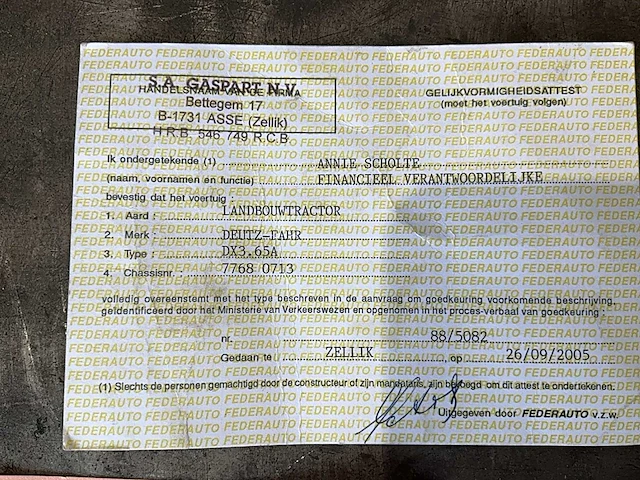 S.A. GASPART N.V.
HANDELSNAAM VAN DE FIRMA
Bettegem 17
B-1731 ASSE (Zellik)
H.R.B. 546 749 R.C.B.
GELIJKVORMIGHEIDSATTEST
(moet het voertuig volgen)
Ik ondergetekende (1) ANNIE SCHOLTE
(naam, voornamen en functie) FINANCIEEL VERANTWOORDELIJKE
bevestig dat het voertuig :
1. Aard : LANDBOUWTRACTOR
2. Merk : DEUTZ-FAHR
3. Type : DX3.65A
4. Chassisnr. : 7768 0713
volledig overeenstemt met het type beschreven in de aanvraag om goedkeuring voorkomende beschrijving,
geïdentificeerd door het Ministerie van Verkeerswezen en opgenomen in het proces-verbaal van goedkeuring :
nr. 88/5082
Gedaan te ZELLIK, op 26/09/2005
(1) Slechts de personen gemachtigd door de constructeur of zijn mandataris, zijn bevoegd om dit attest te ondertekenen.
Uitgegeven door FEDERAUTO v.z.w.